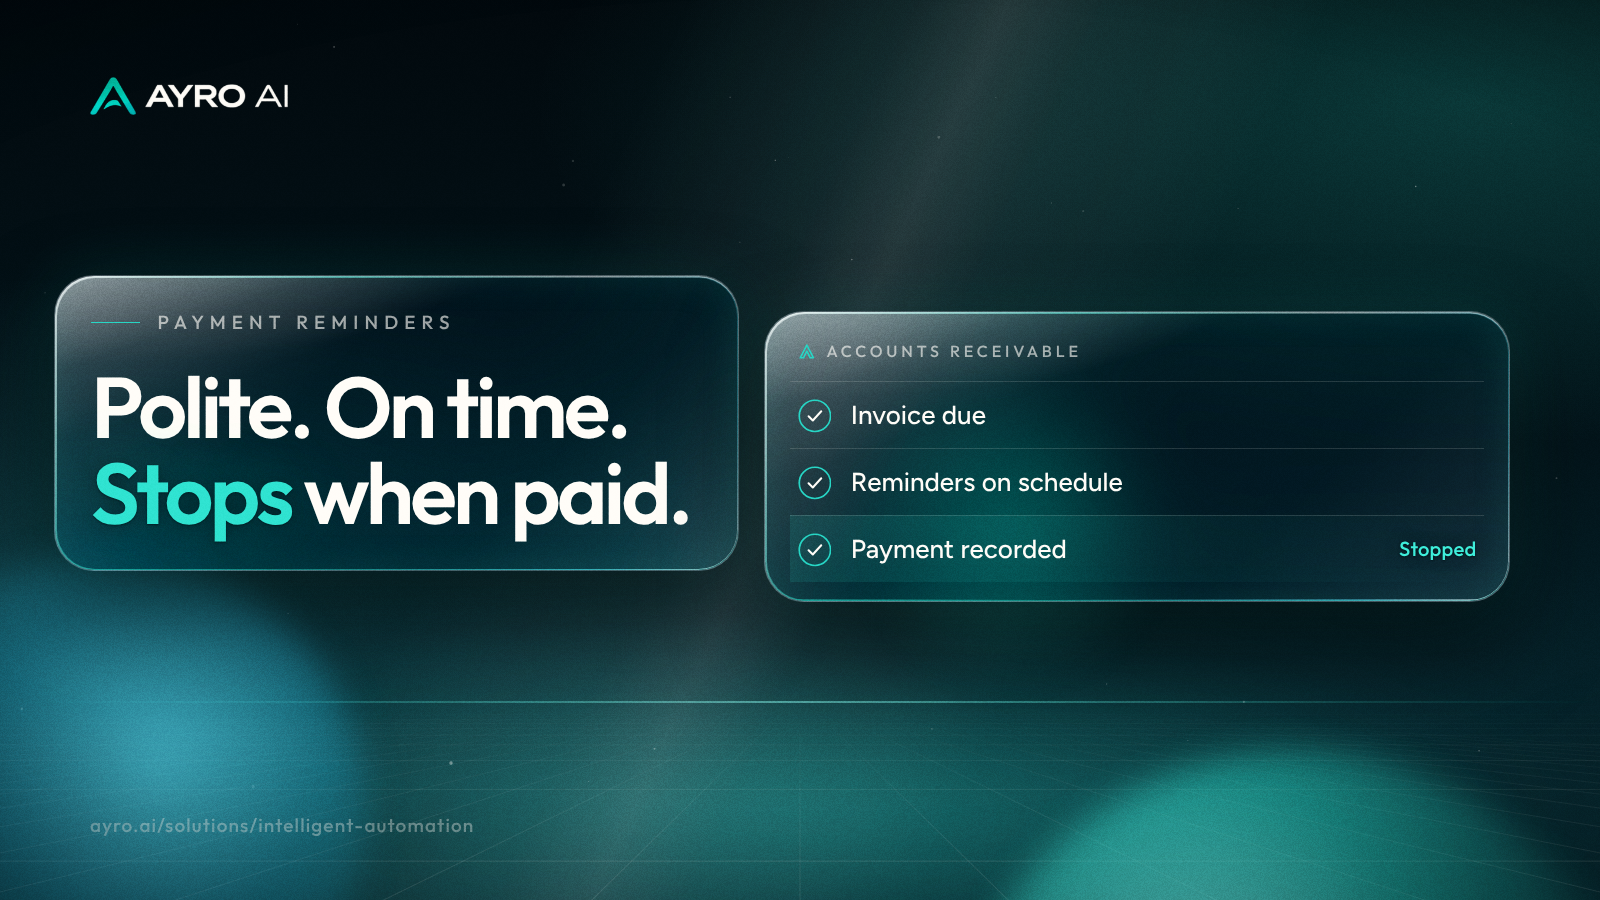 AYRO AI
PAYMENT REMINDERS
Polite. On time.
Stops when paid.
ACCOUNTS RECEIVABLE
Invoice due
Reminders on schedule
Payment recorded
Stopped
ayro.ai/solutions/intelligent-automation